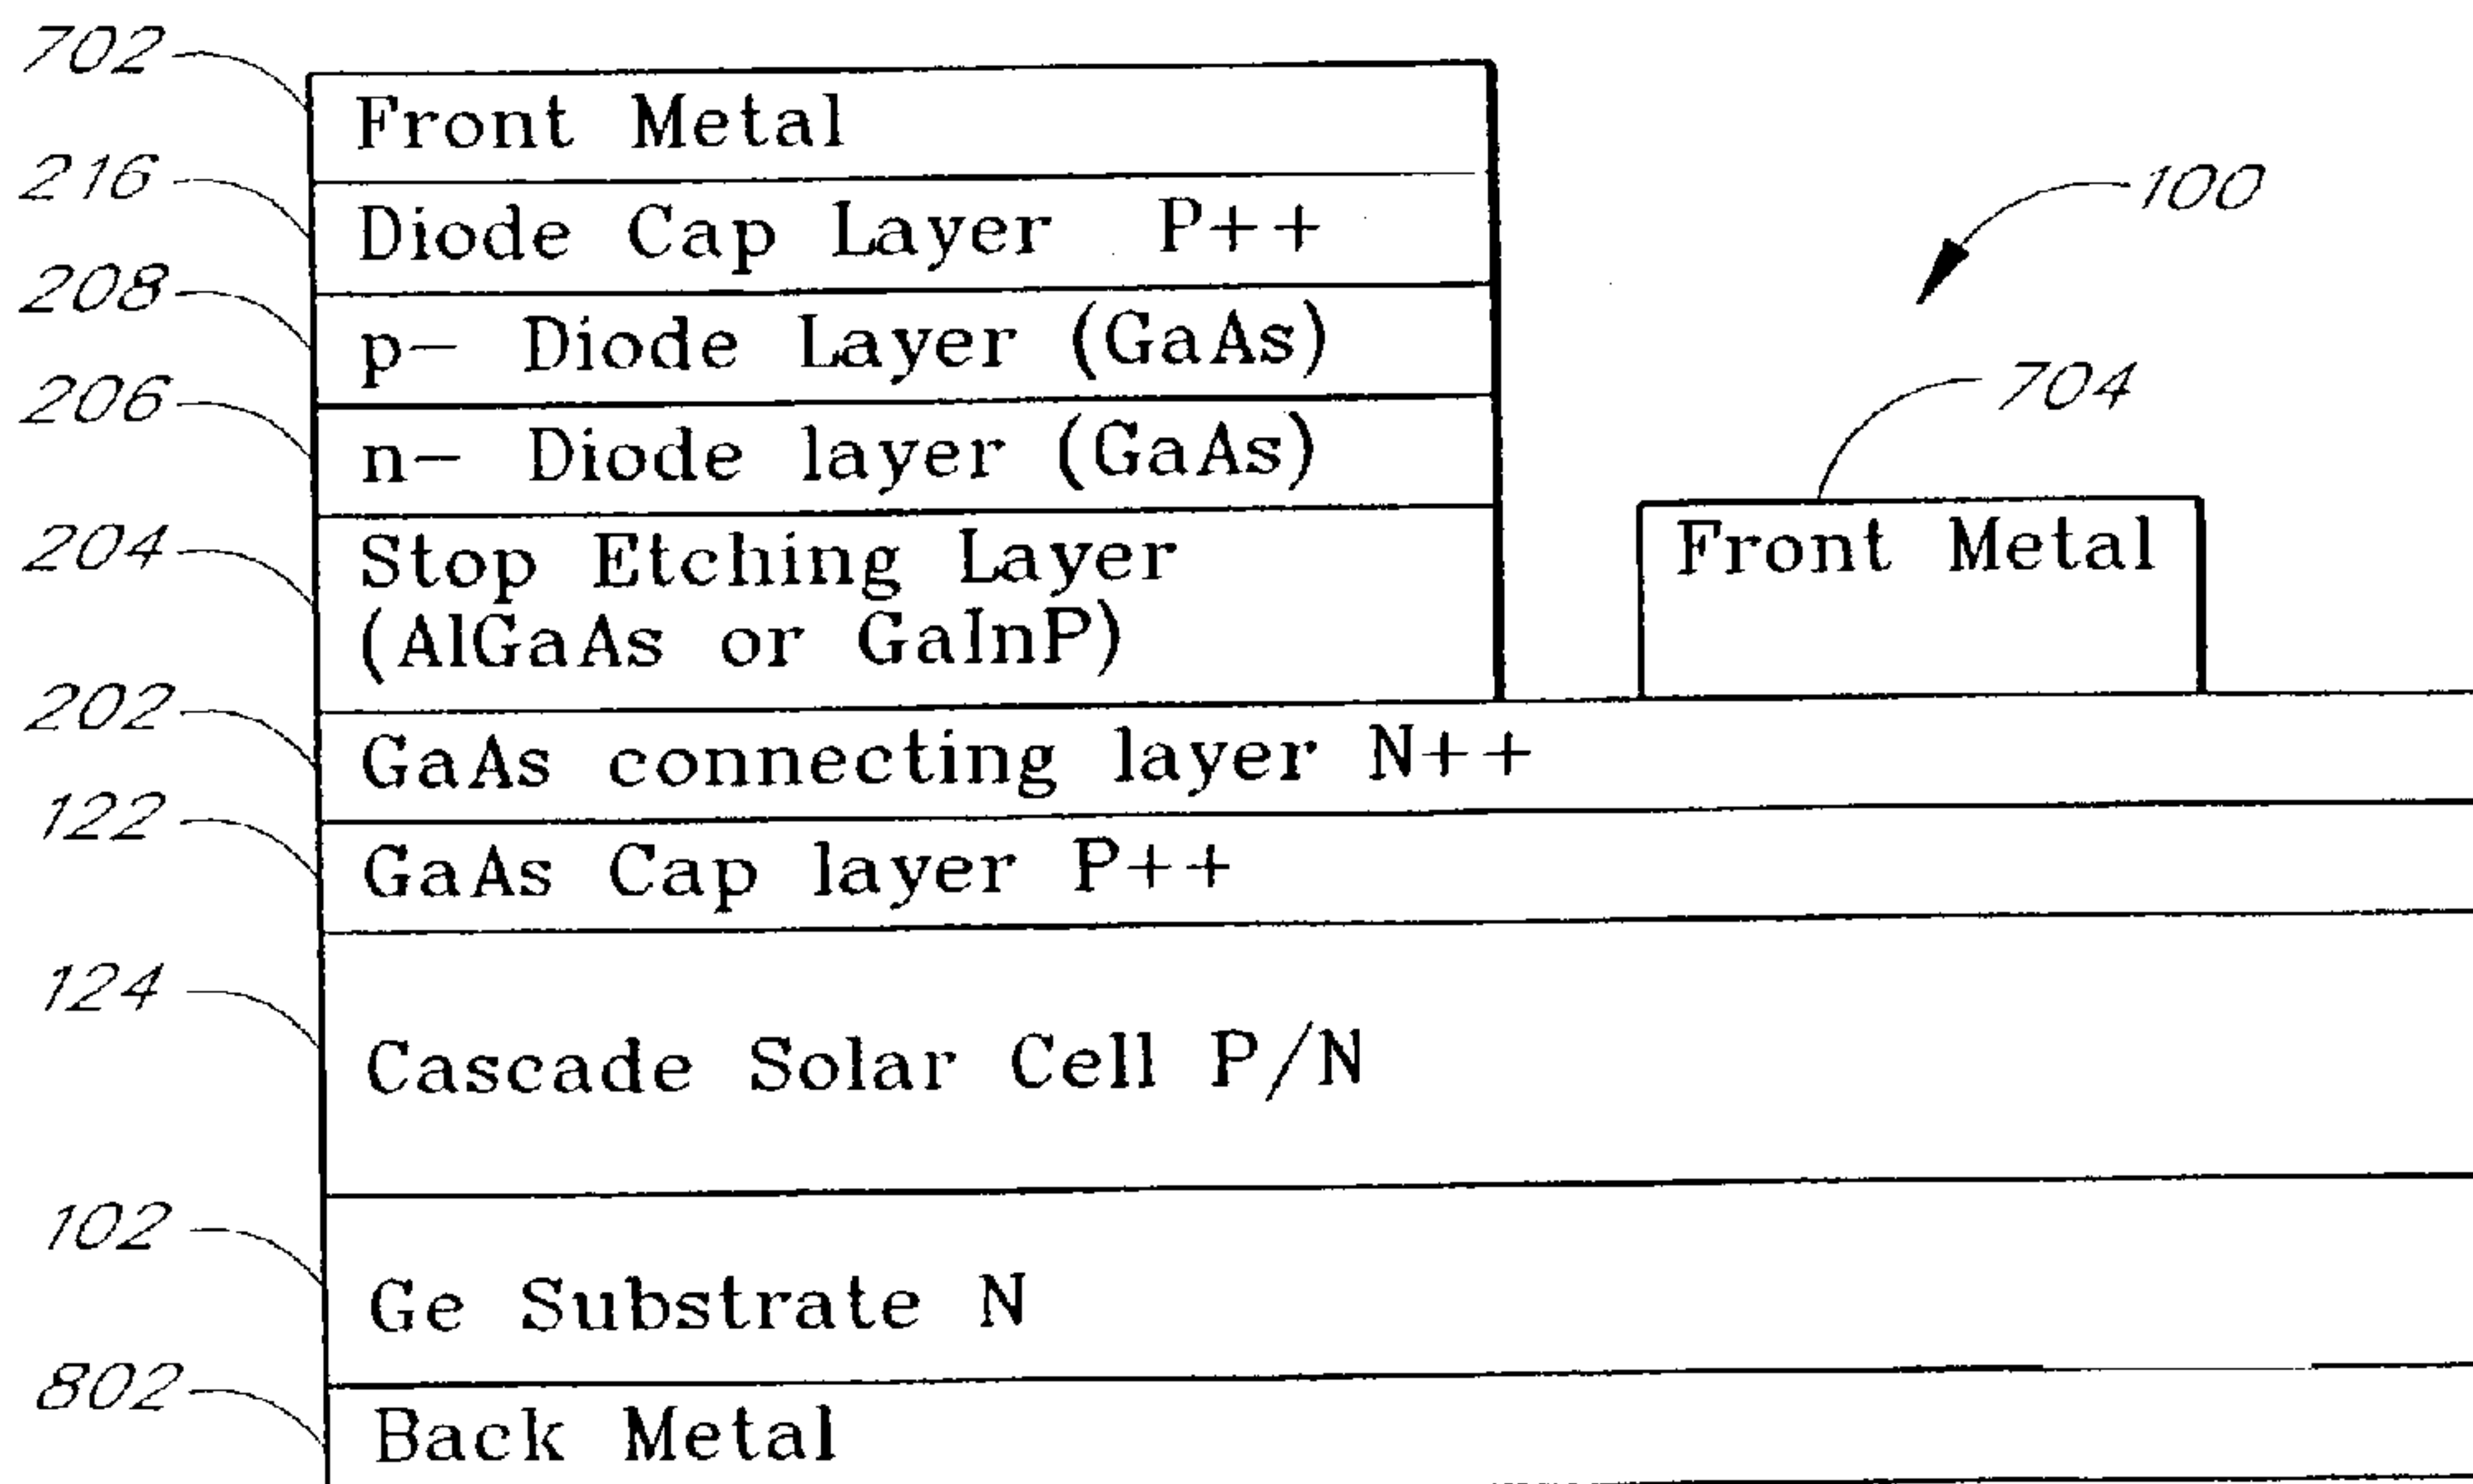 702
Front Metal
216
Diode Cap Layer P++
100
208
p- Diode Layer (GaAs)
704
206
n- Diode layer (GaAs)
204
Stop Etching Layer
(AlGaAs or GaInP)
Front Metal
202
GaAs connecting layer N++
122
GaAs Cap layer P++
124
Cascade Solar Cell P/N
102
Ge Substrate N
802
Back Metal